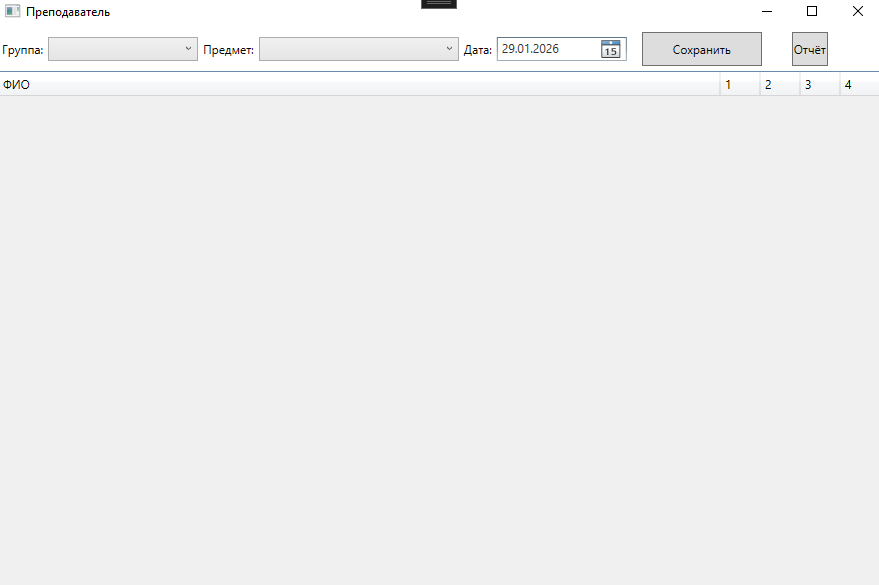 Преподаватель
Группа: Предмет: Дата: 29.01.2026 15 Сохранить Отчёт
ФИО 1 2 3 4